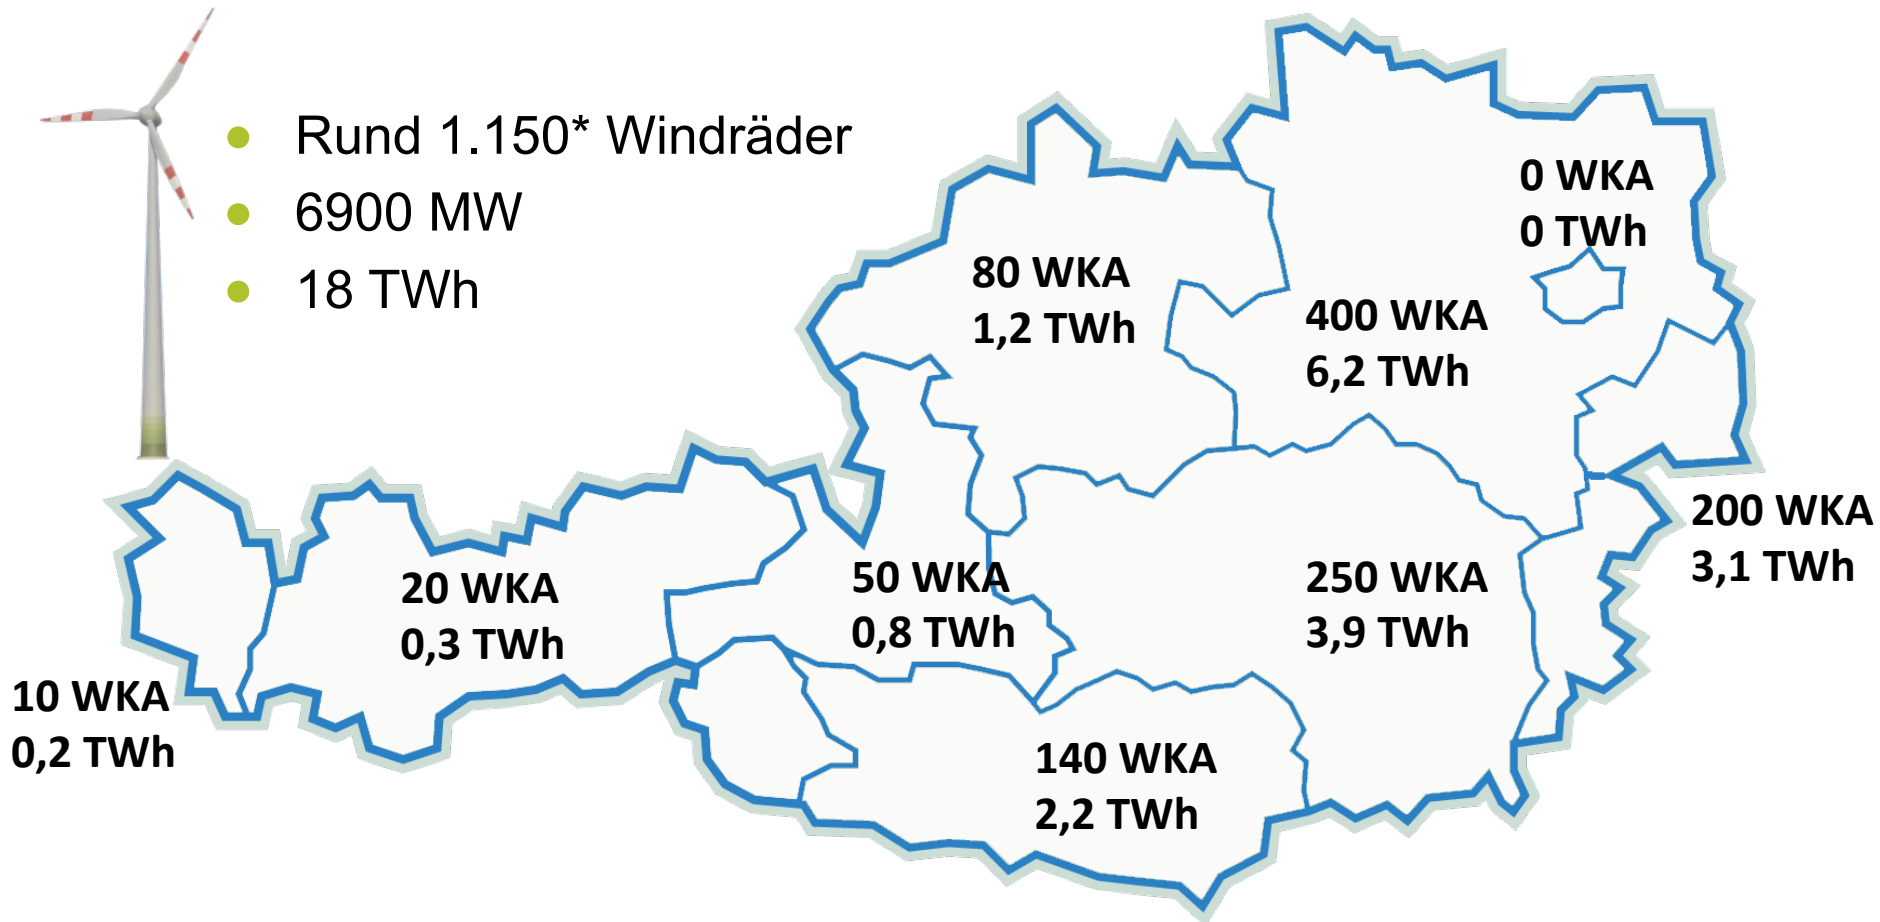 Rund 1.150* Windräder
6900 MW
18 TWh
0 WKA
0 TWh
80 WKA
1,2 TWh
400 WKA
6,2 TWh
200 WKA
3,1 TWh
20 WKA
0,3 TWh
50 WKA
0,8 TWh
250 WKA
3,9 TWh
10 WKA
0,2 TWh
140 WKA
2,2 TWh